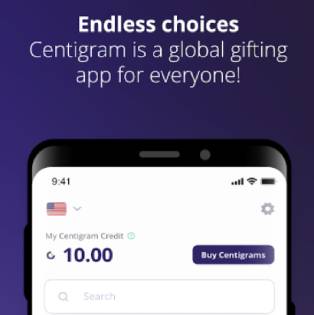 Endless choices
Centigram is a global gifting
app for everyone!
9:41
My Centigram Credit
10.00
Buy Centigrams
Search